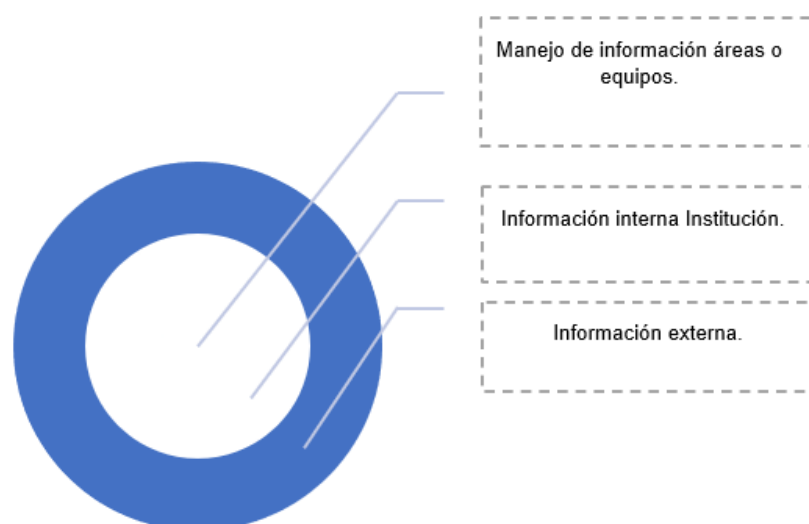 Manejo de información áreas o
equipos.
Información interna Institución.
Información externa.